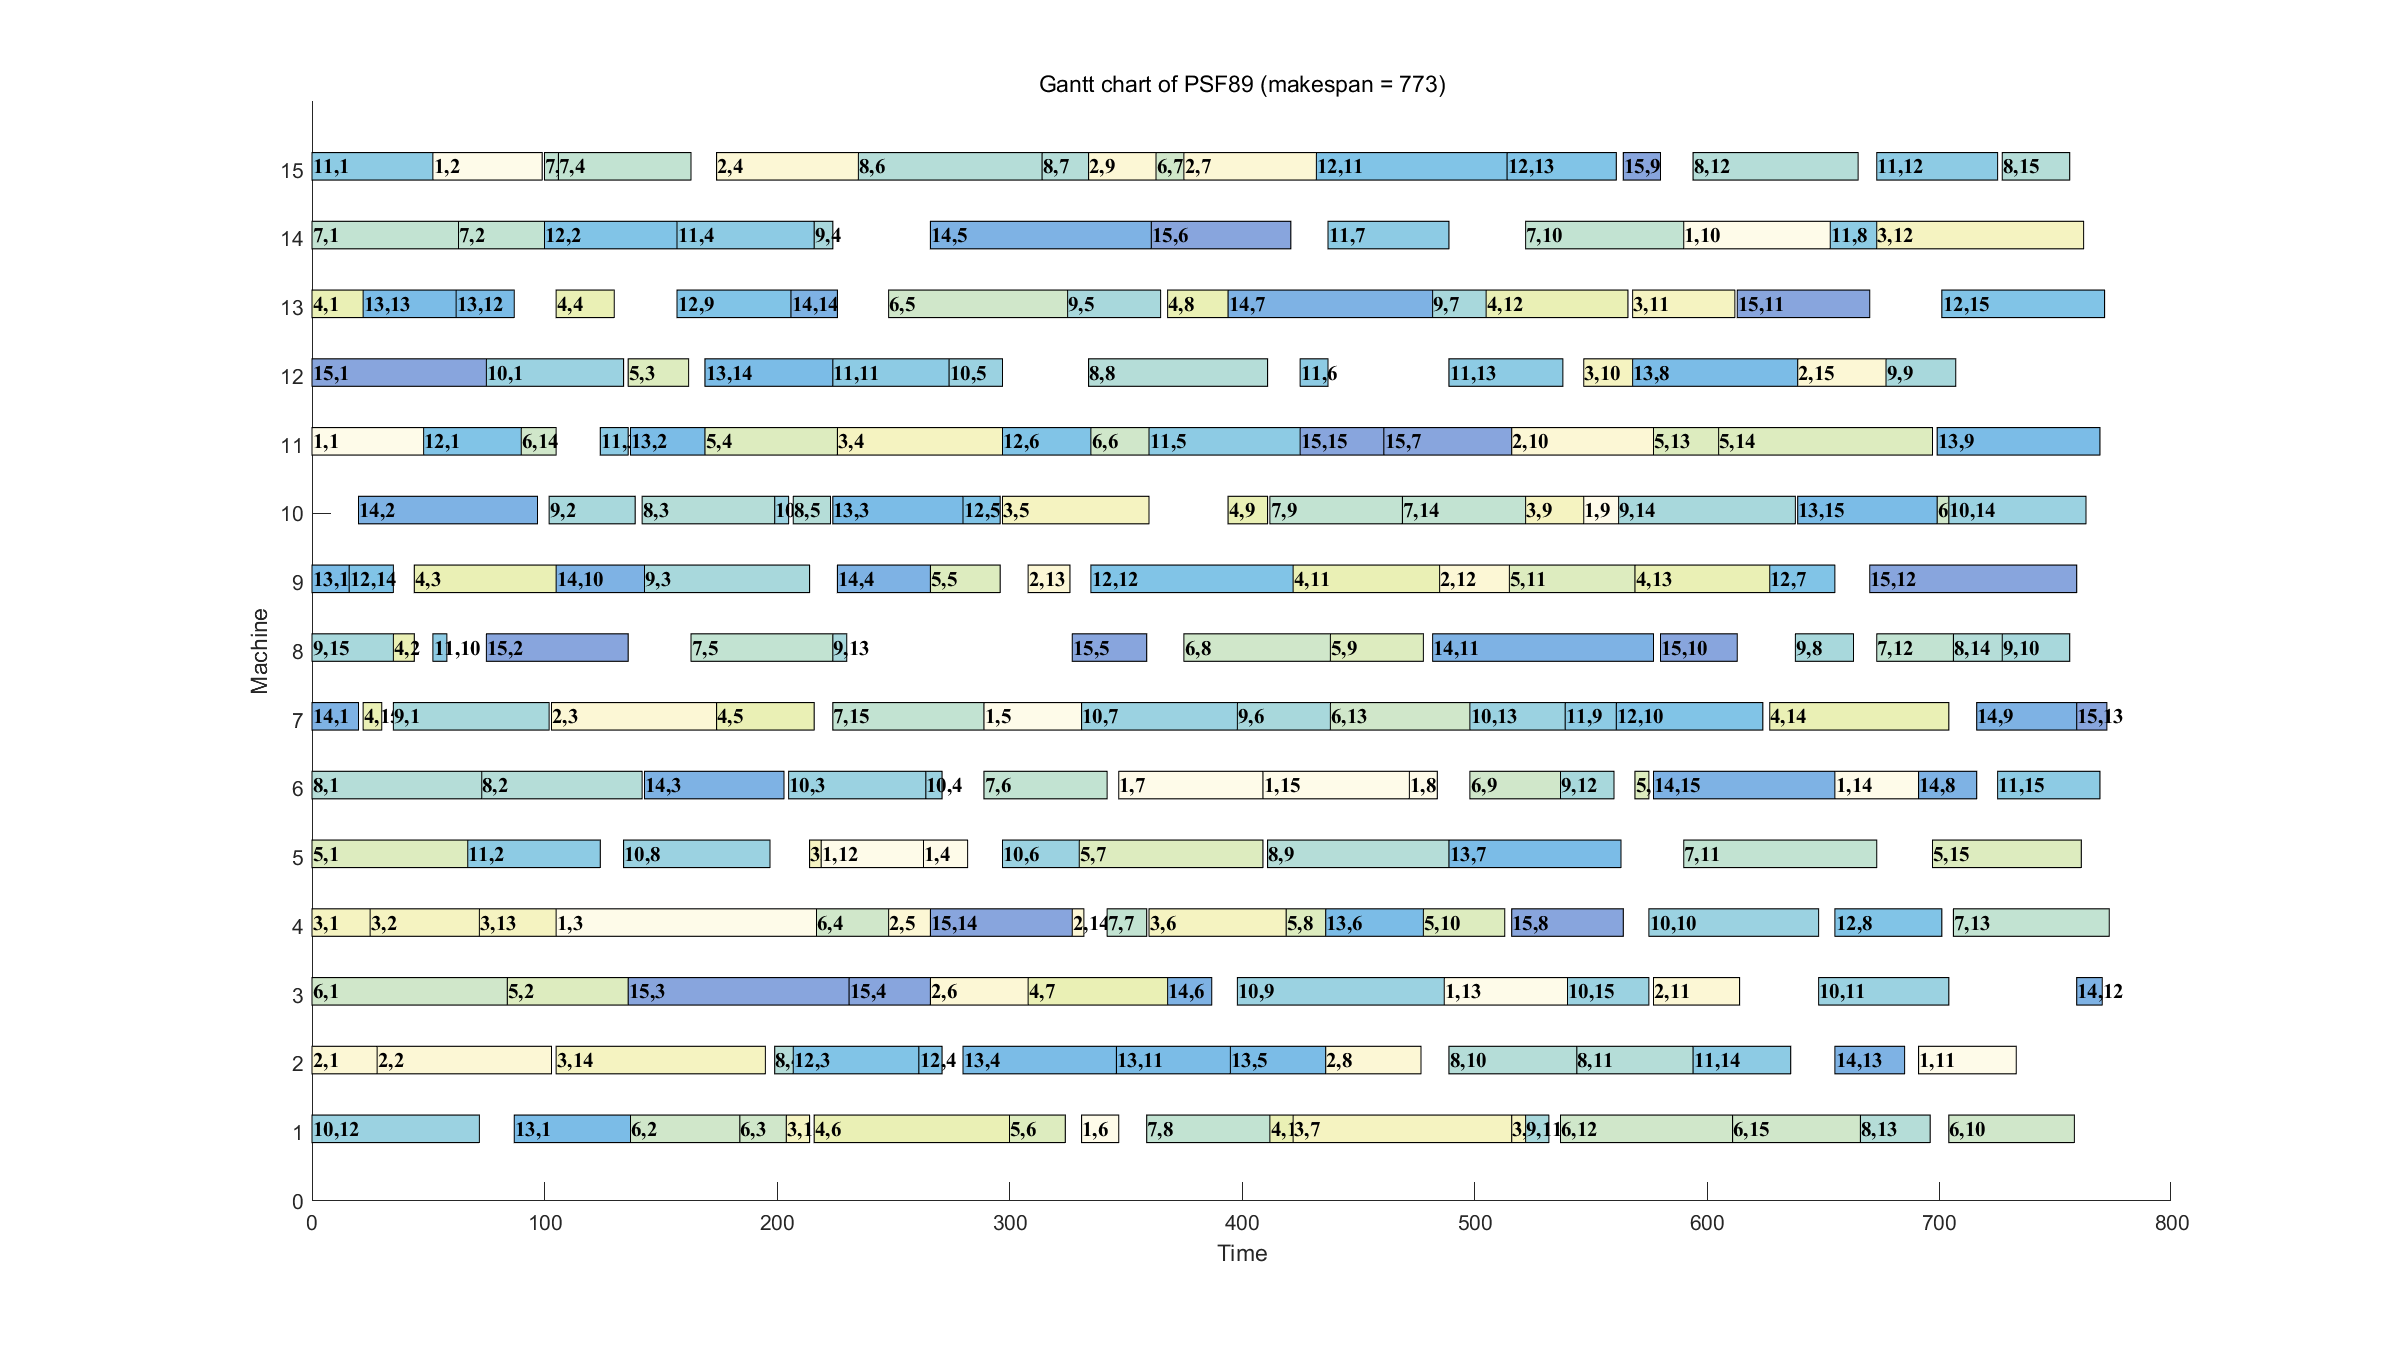 Gantt chart of PSF89 (makespan = 773)
15 11,1 1,2 7,4 2,4 8,6 8,7 2,9 6,7 2,7 12,11 12,13 15,9 8,12 11,12 8,15
14 7,1 7,2 12,2 11,4 9,4 14,5 15,6 11,7 7,10 1,10 11,8 3,12
13 4,1 13,13 13,12 4,4 12,9 14,14 6,5 9,5 4,8 14,7 9,7 4,12 3,11 15,11 12,15
12 15,1 10,1 5,3 13,14 11,11 10,5 8,8 11,6 11,13 3,10 13,8 2,15 9,9
11 1,1 12,1 6,14 13,2 5,4 3,4 12,6 6,6 11,5 15,15 15,7 2,10 5,13 5,14 13,9
10 14,2 9,2 8,3 8,5 13,3 12,5 3,5 4,9 7,9 7,14 3,9 1,9 9,14 13,15 10,14
9 12,14 4,3 14,10 9,3 14,4 5,5 2,13 12,12 4,11 2,12 5,11 4,13 12,7 15,12
8 9,15 4,2 11,10 15,2 7,5 9,13 15,5 6,8 5,9 14,11 15,10 9,8 7,12 8,14 9,10
7 14,1 9,1 2,3 4,5 7,15 1,5 10,7 9,6 6,13 10,13 11,9 12,10 4,14 14,9 15,13
6 8,1 8,2 14,3 10,3 10,4 7,6 1,7 1,15 1,8 6,9 9,12 14,15 1,14 14,8 11,15
5 5,1 11,2 10,8 1,12 1,4 10,6 5,7 8,9 13,7 7,11 5,15
4 3,1 3,2 3,13 1,3 6,4 2,5 15,14 2,14 7,7 3,6 5,8 13,6 5,10 15,8 10,10 12,8 7,13
3 6,1 5,2 15,3 15,4 2,6 4,7 14,6 10,9 1,13 10,15 2,11 10,11 14,12
2 2,1 2,2 3,14 12,3 12,4 13,4 13,11 13,5 2,8 8,10 8,11 11,14 14,13 1,11
1 10,12 13,1 6,2 6,3 4,6 5,6 1,6 7,8 3,7 9,11 6,12 6,15 8,13 6,10
0
0 100 200 300 400 500 600 700 800
Time
Machine